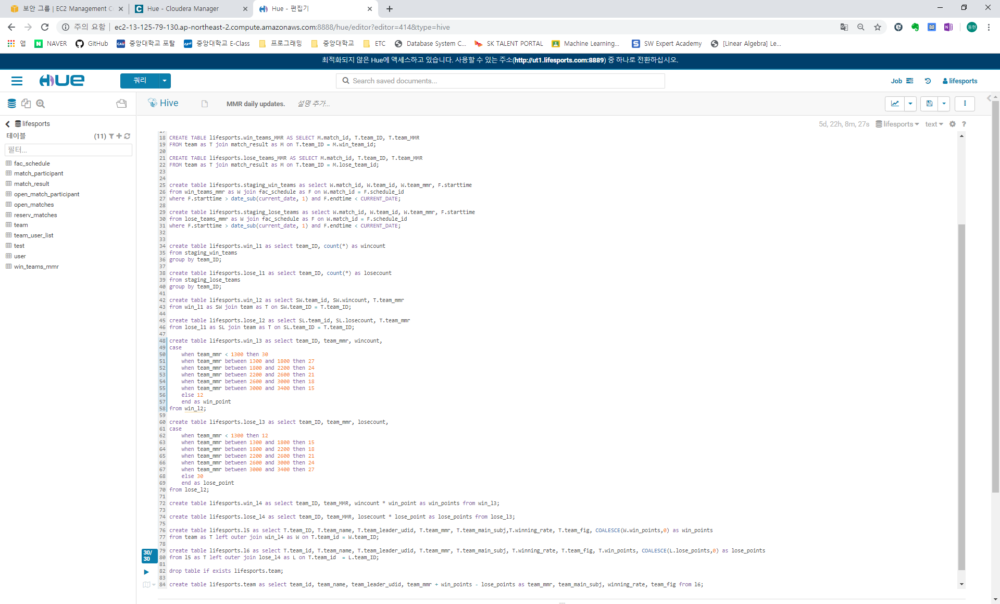 보안 그룹 | EC2 Management C
Hue - Cloudera Manager
Hue - 편집기
주의 요함
ec2-13-125-79-130.ap-northeast-2.compute.amazonaws.com:8888/hue/editor?editor=414&type=hive
앱
NAVER
GitHub
중앙대학교 포탈
중앙대학교 E-Class
프로그래밍
중앙대학교
ETC
Database System C...
SK TALENT PORTAL
Machine Learning...
SW Expert Academy
[Linear Algebra] Le...
최적화되지 않은 Hue에 액세스하고 있습니다. 사용할 수 있는 주소(http://ut1.lifesports.com:8889) 중 하나로 전환하십시오.
HUE
쿼리
Search saved documents...
Job
lifesports
Hive
MMR daily updates.
설명 추가...
lifesports
5d, 22h, 8m, 27s
lifesports
text
?
테이블
(11)
필터...
fac_schedule
match_participant
match_result
open_match_participant
open_matches
reserv_matches
team
team_user_list
test
user
win_teams_mmr
17
18 CREATE TABLE lifesports.win_teams_MMR AS SELECT M.match_id, T.team_ID, T.team_MMR
19 FROM team as T join match_result as M on T.team_ID = M.win_team_id;
20
21 CREATE TABLE lifesports.lose_teams_MMR AS SELECT M.match_id, T.team_ID, T.team_MMR
22 FROM team as T join match_result as M on T.team_ID = M.lose_team_id;
23
24
25 create table lifesports.staging_win_teams as select W.match_id, W.team_id, W.team_mmr, F.starttime
26 from win_teams_mmr as W join fac_schedule as F on W.match_id = F.schedule_id
27 where F.starttime > date_sub(current_date, 1) and F.endtime < CURRENT_DATE;
28
29 create table lifesports.staging_lose_teams as select W.match_id, W.team_id, W.team_mmr, F.starttime
30 from lose_teams_mmr as W join fac_schedule as F on W.match_id = F.schedule_id
31 where F.starttime > date_sub(current_date, 1) and F.endtime < CURRENT_DATE;
32
33
34 create table lifesports.win_l1 as select team_ID, count(*) as wincount
35 from staging_win_teams
36 group by team_ID;
37
38 create table lifesports.lose_l1 as select team_ID, count(*) as losecount
39 from staging_lose_teams
40 group by team_ID;
41
42 create table lifesports.win_l2 as select SW.team_id, SW.wincount, T.team_mmr
43 from win_l1 as SW join team as T on SW.team_ID = T.team_ID;
44
45 create table lifesports.lose_l2 as select SL.team_id, SL.losecount, T.team_mmr
46 from lose_l1 as SL join team as T on SL.team_ID = T.team_ID;
47
48 create table lifesports.win_l3 as select team_ID, team_mmr, wincount,
49 case
50 when team_mmr < 1300 then 30
51 when team_mmr between 1300 and 1800 then 27
52 when team_mmr between 1800 and 2200 then 24
53 when team_mmr between 2200 and 2600 then 21
54 when team_mmr between 2600 and 3000 then 18
55 when team_mmr between 3000 and 3400 then 15
56 else 12
57 end as win_point
58 from win_l2;
59
60 create table lifesports.lose_l3 as select team_ID, team_mmr, losecount,
61 case
62 when team_mmr < 1300 then 12
63 when team_mmr between 1300 and 1800 then 15
64 when team_mmr between 1800 and 2200 then 18
65 when team_mmr between 2200 and 2600 then 21
66 when team_mmr between 2600 and 3000 then 24
67 when team_mmr between 3000 and 3400 then 27
68 else 30
69 end as lose_point
70 from lose_l2;
71
72 create table lifesports.win_l4 as select team_ID, team_MMR, wincount * win_point as win_points from win_l3;
73
74 create table lifesports.lose_l4 as select team_ID, team_MMR, losecount * lose_point as lose_points from lose_l3;
75
76 create table lifesports.l5 as select T.team_ID, T.team_name, T.team_leader_udid, T.team_mmr, T.team_main_subj,T.winning_rate, T.team_fig, COALESCE(W.win_points,0) as win_points
77 from team as T left outer join win_l4 as W on T.team_id = W.team_ID;
78
30/30
79 create table lifesports.l6 as select T.team_id, T.team_name, T.team_leader_udid, T.team_mmr, T.team_main_subj, T.winning_rate, T.team_fig, T.win_points, COALESCE(L.lose_points,0) as lose_points
80 from l5 as T left outer join lose_l4 as L on T.team_id  = L.team_ID;
81
82 drop table if exists lifesports.team;
83
84 create table lifesports.team as select team_id, team_name, team_leader_udid, team_mmr + win_points - lose_points as team_mmr, team_main_subj, winning_rate, team_fig from l6;